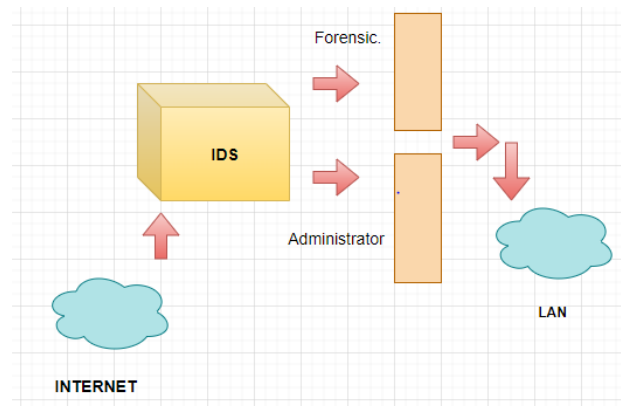 Forensic.
IDS
Administrator
LAN
INTERNET